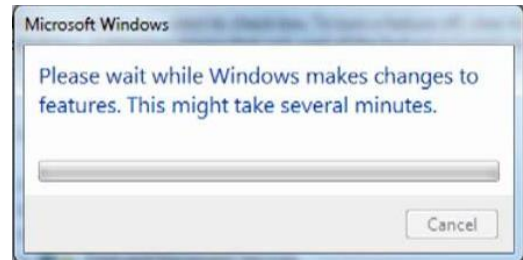 Microsoft Windows
Please wait while Windows makes changes to
features. This might take several minutes.
Cancel